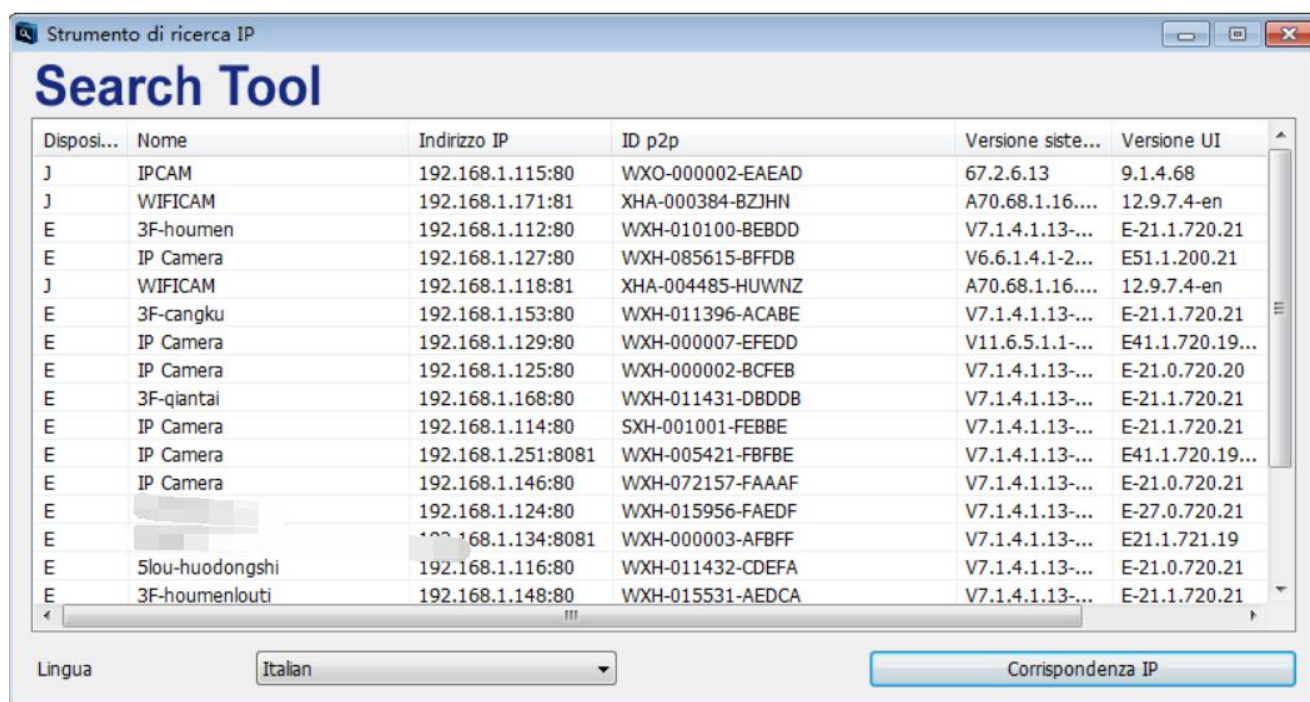 Strumento di ricerca IP
Search Tool
Disposi... Nome Indirizzo IP ID p2p Versione siste... Versione UI
J IPCAM 192.168.1.115:80 WXO-000002-EAEAD 67.2.6.13 9.1.4.68
J WIFICAM 192.168.1.171:81 XHA-000384-BZJHN A70.68.1.16.... 12.9.7.4-en
E 3F-houmen 192.168.1.112:80 WXH-010100-BEBDD V7.1.4.1.13-... E-21.1.720.21
E IP Camera 192.168.1.127:80 WXH-085615-BFFDB V6.6.1.4.1-2... E51.1.200.21
J WIFICAM 192.168.1.118:81 XHA-004485-HUWNZ A70.68.1.16.... 12.9.7.4-en
E 3F-cangku 192.168.1.153:80 WXH-011396-ACABE V7.1.4.1.13-... E-21.1.720.21
E IP Camera 192.168.1.129:80 WXH-000007-EFEDD V11.6.5.1.1-... E41.1.720.19...
E IP Camera 192.168.1.125:80 WXH-000002-BCFEB V7.1.4.1.13-... E-21.0.720.20
E 3F-qiantai 192.168.1.168:80 WXH-011431-DBDDB V7.1.4.1.13-... E-21.1.720.21
E IP Camera 192.168.1.114:80 SXH-001001-FEBBE V7.1.4.1.13-... E-21.1.720.21
E IP Camera 192.168.1.251:8081 WXH-005421-FBFBE V7.1.4.1.13-... E41.1.720.19...
E IP Camera 192.168.1.146:80 WXH-072157-FAAAF V7.1.4.1.13-... E-21.0.720.21
E 192.168.1.124:80 WXH-015956-FAEDF V7.1.4.1.13-... E-27.0.720.21
E 192.168.1.134:8081 WXH-000003-AFBFF V7.1.4.1.13-... E21.1.721.19
E 5lou-huodongshi 192.168.1.116:80 WXH-011432-CDEFA V7.1.4.1.13-... E-21.0.720.21
E 3F-houmenlouti 192.168.1.148:80 WXH-015531-AEDCA V7.1.4.1.13-... E-21.1.720.21
Lingua Italian Corrispondenza IP